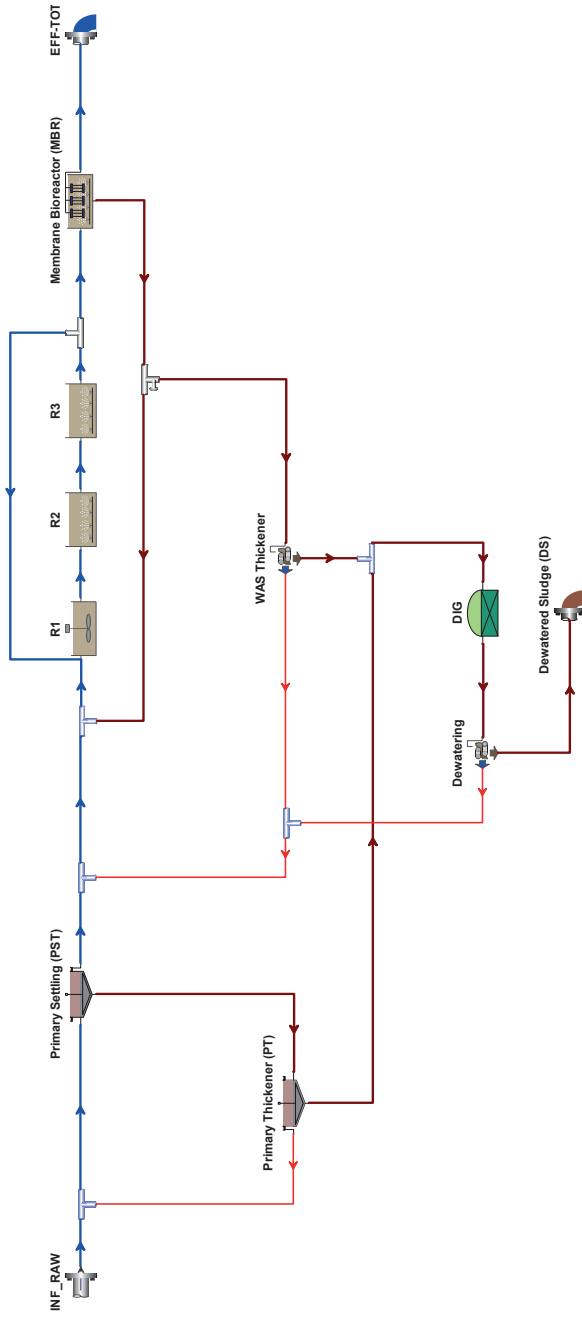 INF_RAW
Primary Settling (PST)
R1
R2
R3
Membrane Bioreactor (MBR)
EFF-TOT
Primary Thickener (PT)
WAS Thickener
Dewatering
DIG
Dewatered Sludge (DS)